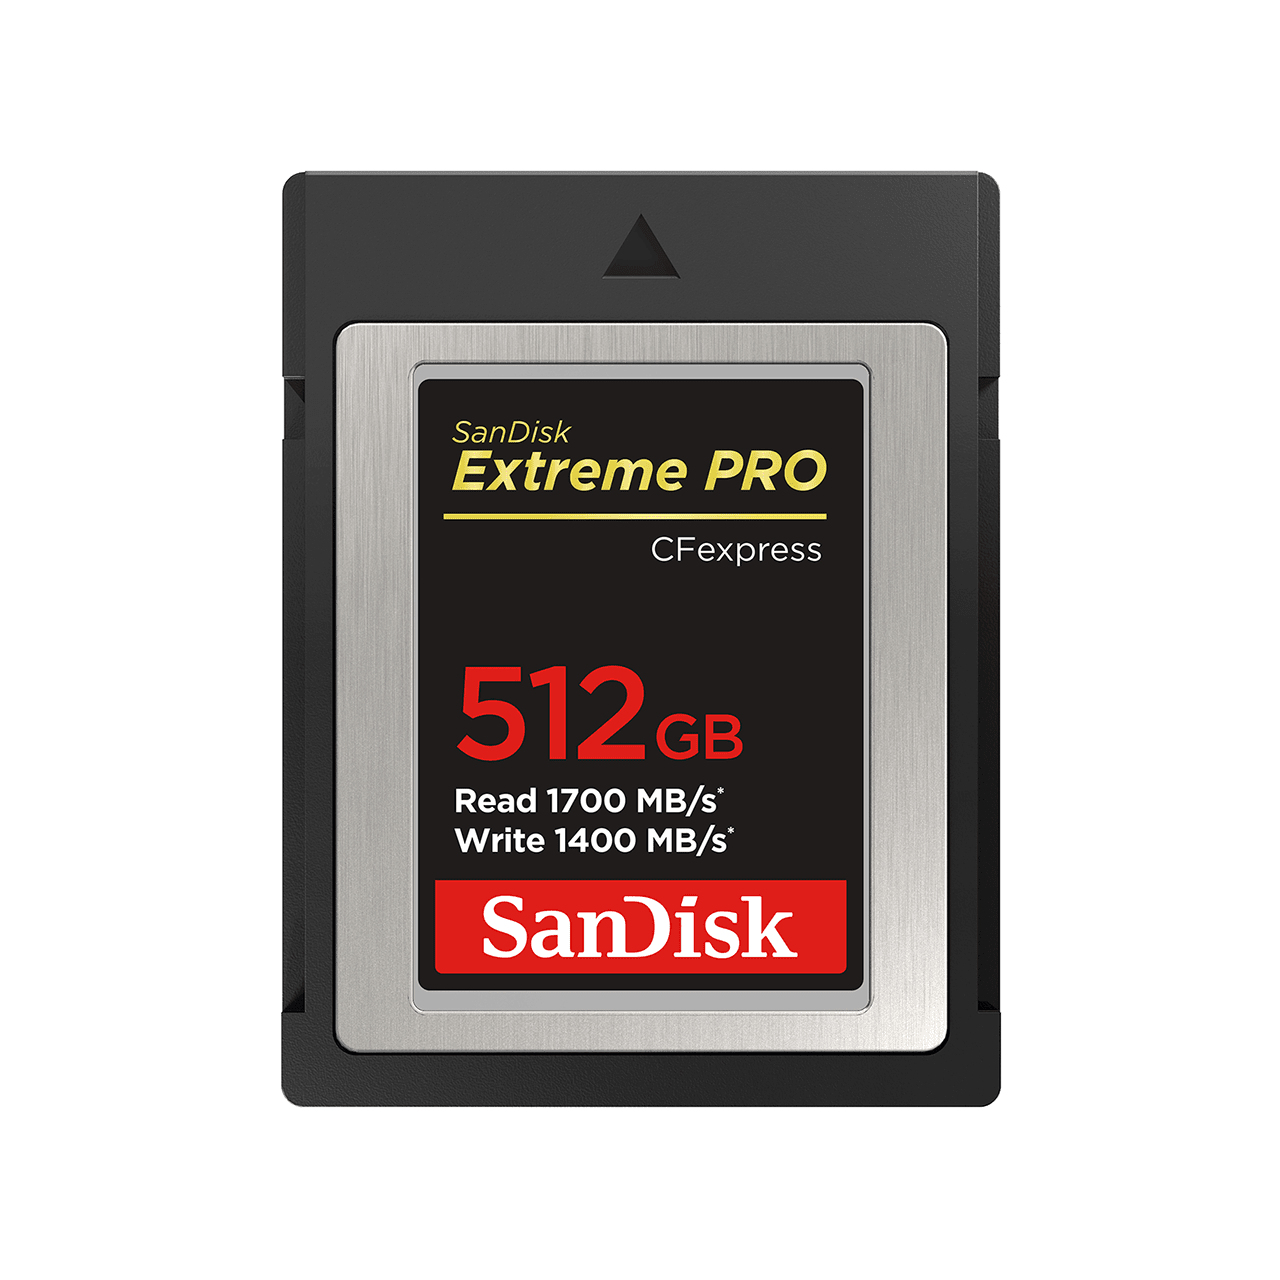 SanDisk
Extreme PRO
CFexpress
512GB
Read 1700 MB/s*
Write 1400 MB/s*
SanDisk